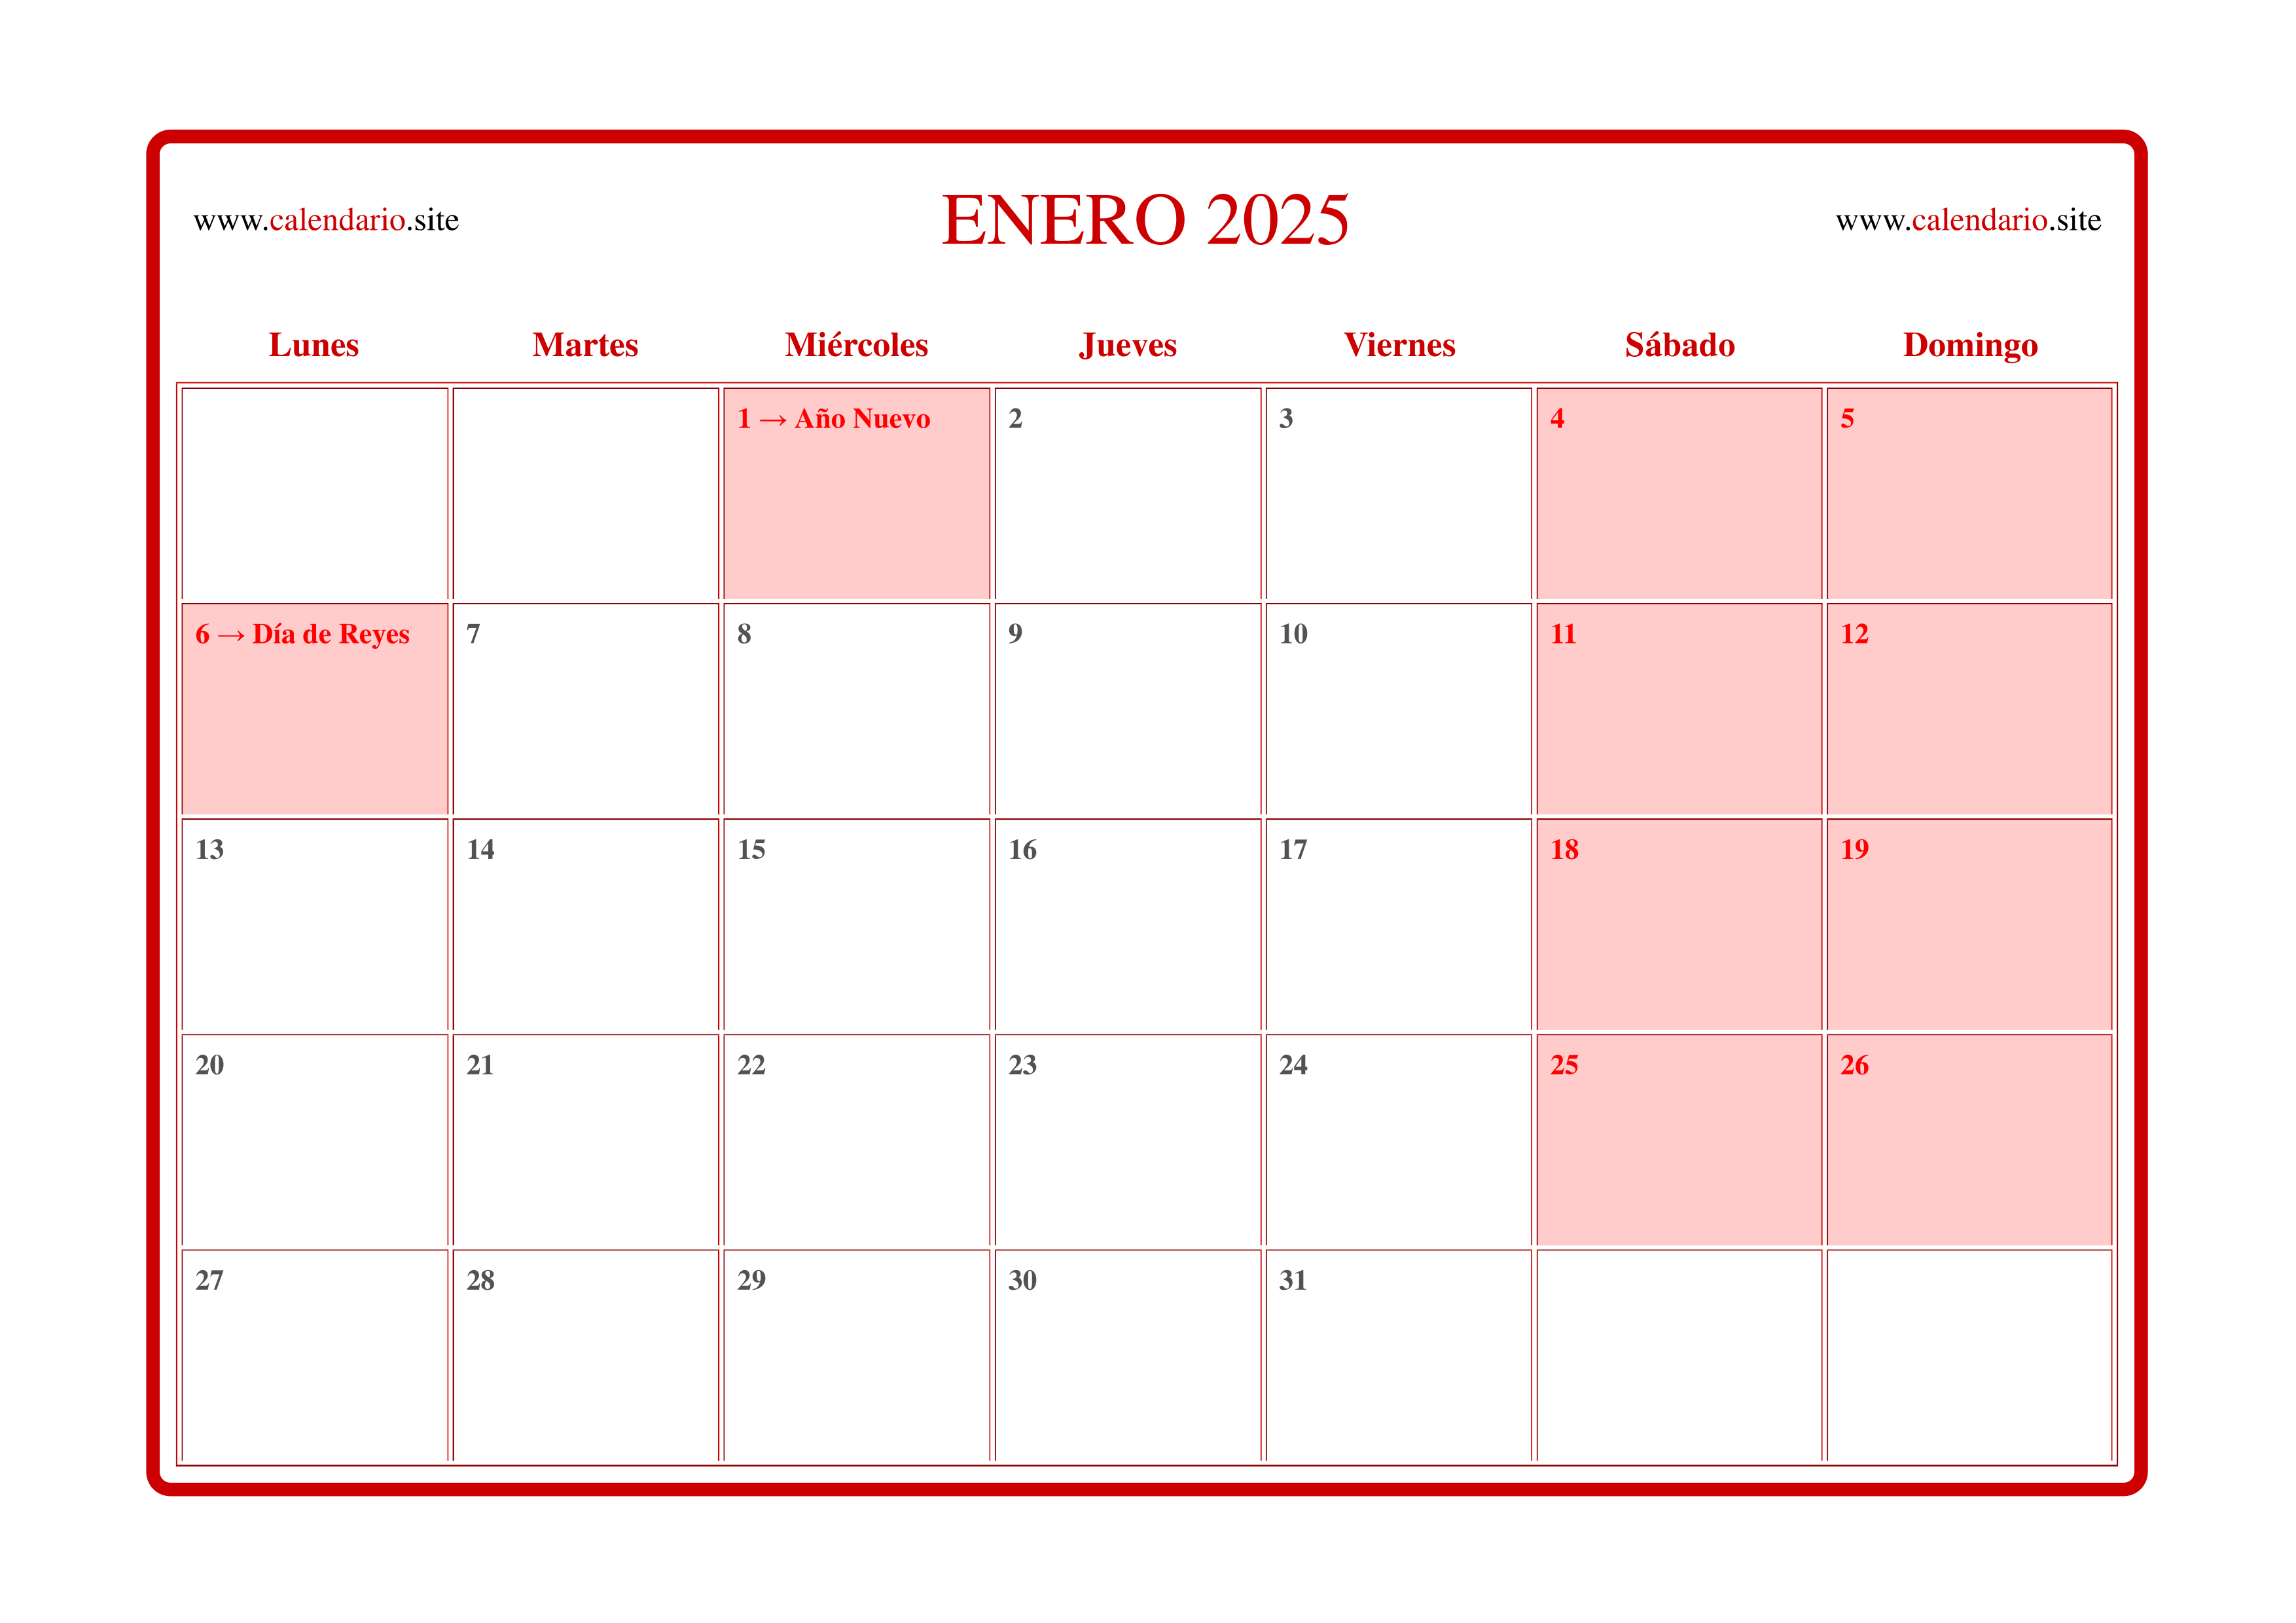 www.calendario.site
ENERO 2025
www.calendario.site
Lunes Martes Miércoles Jueves Viernes Sábado Domingo
1 → Año Nuevo 2 3 4 5
6 → Día de Reyes 7 8 9 10 11 12
13 14 15 16 17 18 19
20 21 22 23 24 25 26
27 28 29 30 31